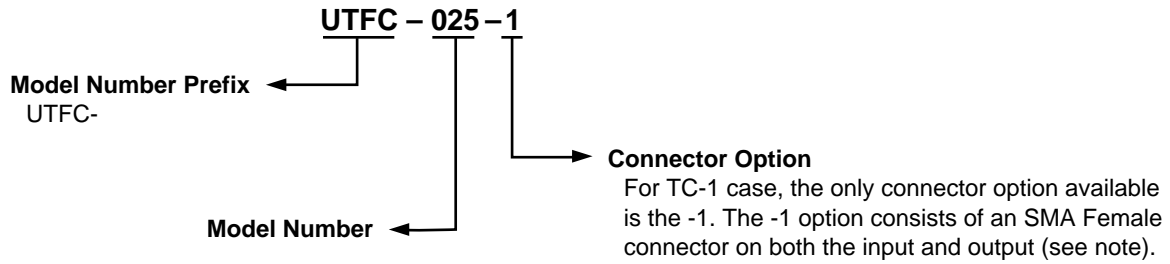 UTFC – 025 – 1
Model Number Prefix
UTFC-
Connector Option
For TC-1 case, the only connector option available
is the -1. The -1 option consists of an SMA Female
connector on both the input and output (see note).
Model Number